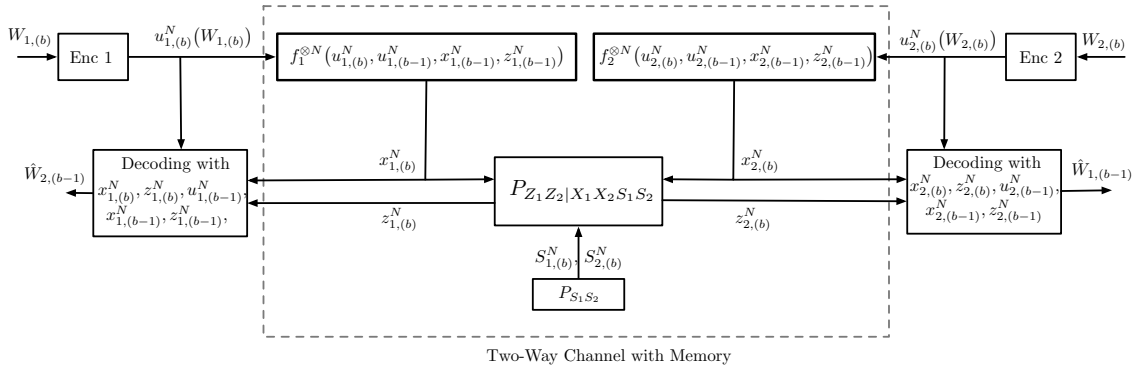 W_{1,(b)}
Enc 1
u^N_{1,(b)}(W_{1,(b)})
f_1^{⊗N}(u^N_{1,(b)}, u^N_{1,(b-1)}, x^N_{1,(b-1)}, z^N_{1,(b-1)})
f_2^{⊗N}(u^N_{2,(b)}, u^N_{2,(b-1)}, x^N_{2,(b-1)}, z^N_{2,(b-1)})
u^N_{2,(b)}(W_{2,(b)})
Enc 2
W_{2,(b)}
Ŵ_{2,(b-1)}
Decoding with
x^N_{1,(b)}, z^N_{1,(b)}, u^N_{1,(b-1)},
x^N_{1,(b-1)}, z^N_{1,(b-1)},
x^N_{1,(b)}
z^N_{1,(b)}
P_{Z_1Z_2|X_1X_2S_1S_2}
x^N_{2,(b)}
z^N_{2,(b)}
Decoding with
x^N_{2,(b)}, z^N_{2,(b)}, u^N_{2,(b-1)},
x^N_{2,(b-1)}, z^N_{2,(b-1)}
Ŵ_{1,(b-1)}
S^N_{1,(b)}, S^N_{2,(b)}
P_{S_1S_2}
Two-Way Channel with Memory